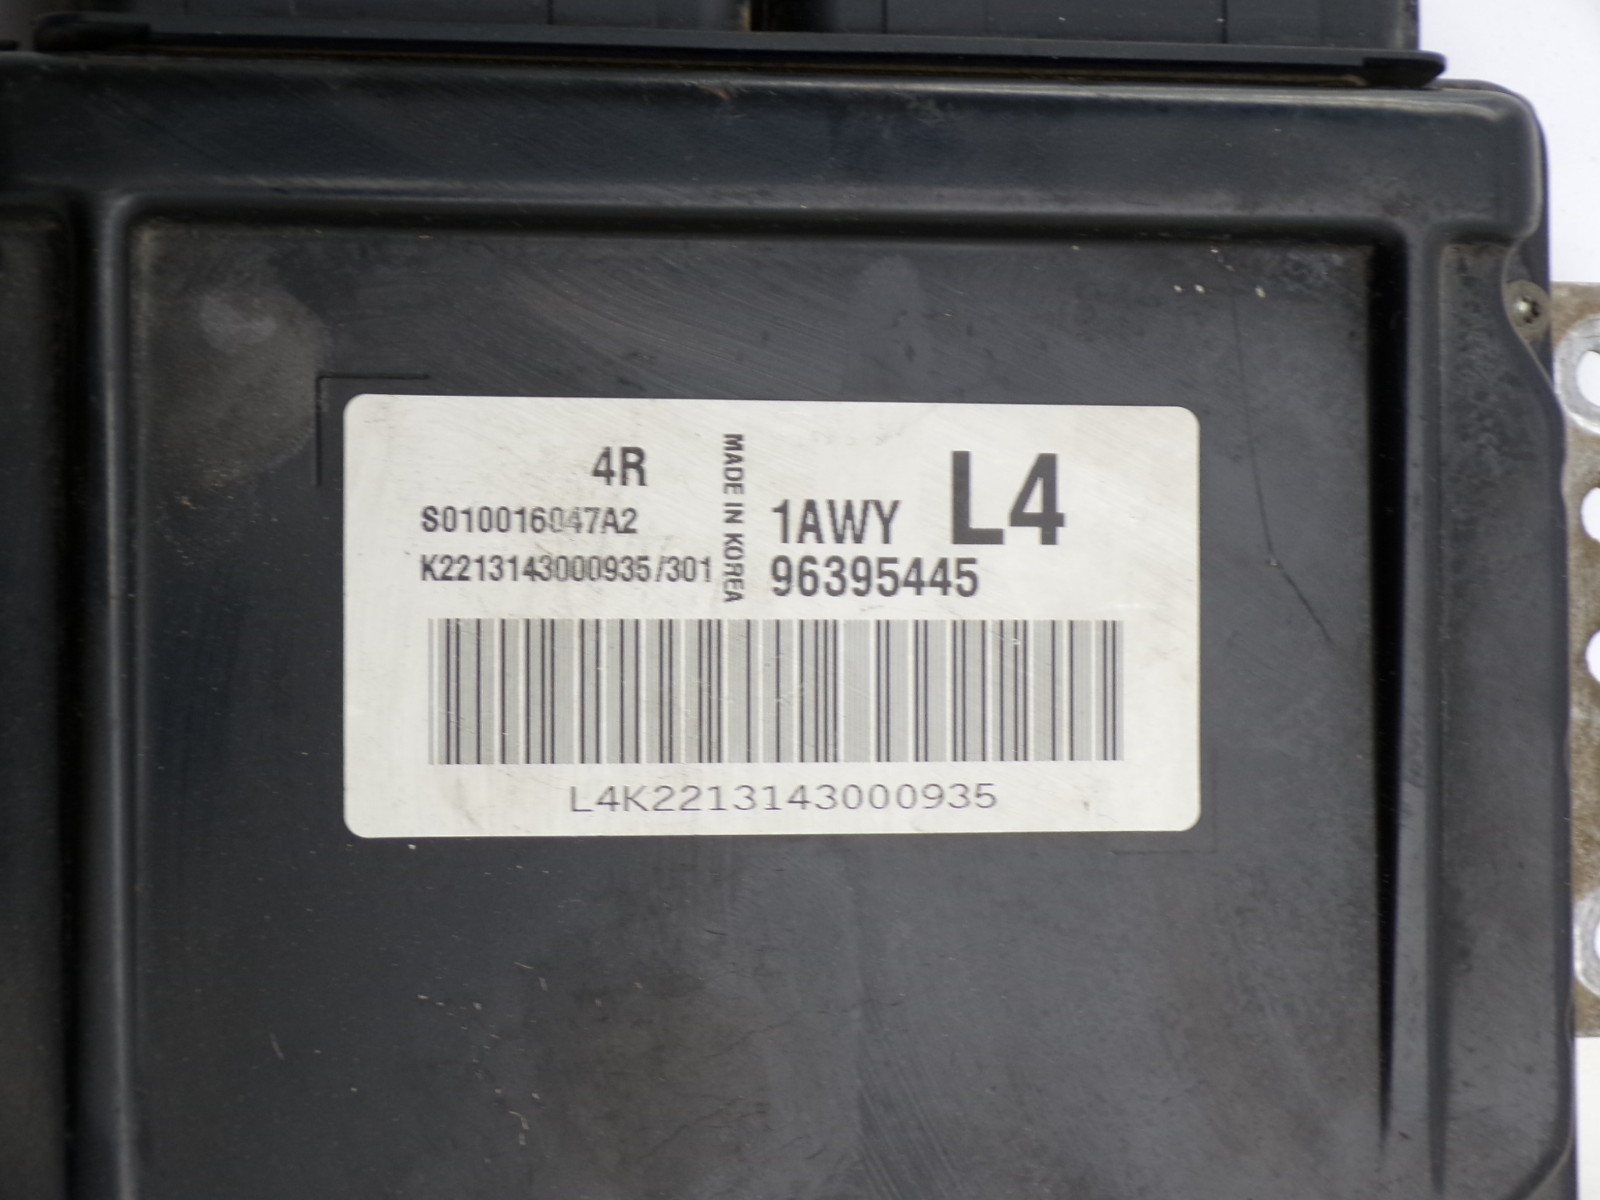 4R
S010016047A2
K2213143000935/301
MADE IN KOREA
1AWY L4
96395445
L4K2213143000935